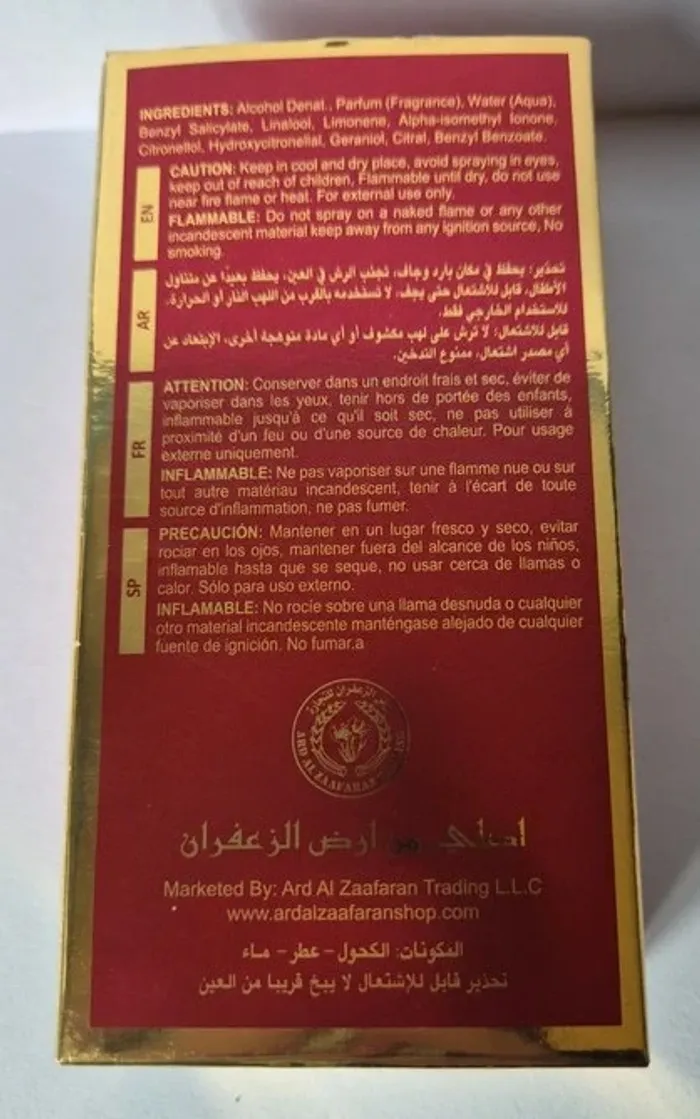 INGREDIENTS: Alcohol Denat., Parfum (Fragrance), Water (Aqua),
Benzyl Salicylate, Linalool, Limonene, Alpha-isomethyl Ionone,
Citronellol, Hydroxycitronellal, Geraniol, Citral, Benzyl Benzoate.
EN
CAUTION: Keep in cool and dry place, avoid spraying in eyes,
keep out of reach of children, Flammable until dry, do not use
near fire flame or heat. For external use only.
FLAMMABLE: Do not spray on a naked flame or any other
incandescent material keep away from any ignition source, No
smoking.
AR
تحذير: يحفظ في مكان بارد وجاف، تجنب الرش في العين، يحفظ بعيدًا عن متناول
الأطفال، قابل للاشتعال حتى يجف، لا تستخدمه بالقرب من اللهب النار أو الحرارة.
للاستخدام الخارجي فقط.
قابل للاشتعال: لا ترش على لهب مكشوف أو أي مادة متوهجة أخرى، الإبتعاد عن
أي مصدر اشتعال، ممنوع التدخين.
FR
ATTENTION: Conserver dans un endroit frais et sec, éviter de
vaporiser dans les yeux, tenir hors de portée des enfants,
inflammable jusqu'à ce qu'il soit sec, ne pas utiliser à
proximité d'un feu ou d'une source de chaleur. Pour usage
externe uniquement.
INFLAMMABLE: Ne pas vaporiser sur une flamme nue ou sur
tout autre matériau incandescent, tenir à l'écart de toute
source d'inflammation, ne pas fumer.
SP
PRECAUCIÓN: Mantener en un lugar fresco y seco, evitar
rociar en los ojos, mantener fuera del alcance de los niños,
inflamable hasta que se seque, no usar cerca de llamas o
calor. Sólo para uso externo.
INFLAMABLE: No rocíe sobre una llama desnuda o cualquier
otro material incandescente manténgase alejado de cualquier
fuente de ignición. No fumar.a
الزعفران للتجارة
ARD AL ZAAFARAN
من ارض الزعفران
Marketed By: Ard Al Zaafaran Trading L.L.C
www.ardalzaafaranshop.com
المكونات: الكحول - عطر - ماء
تحذير قابل للإشتعال لا يبخ قريبا من العين